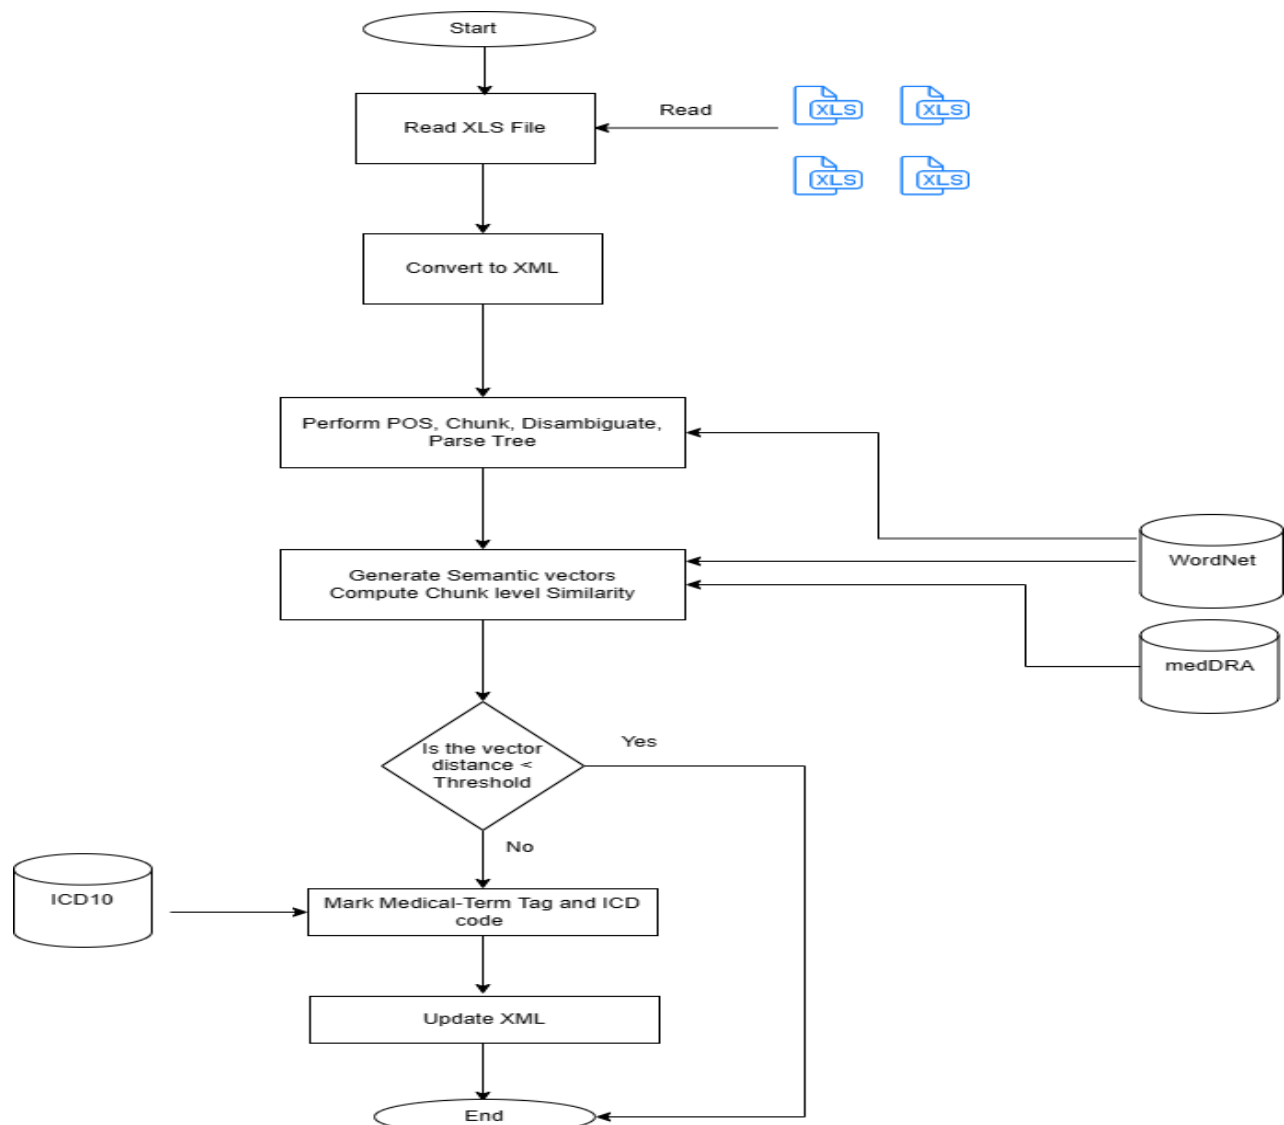 Start
Read XLS File
Read
XLS
XLS
XLS
XLS
Convert to XML
Perform POS, Chunk, Disambiguate,
Parse Tree
WordNet
Generate Semantic vectors
Compute Chunk level Similarity
medDRA
Is the vector
distance <
Threshold
Yes
No
ICD10
Mark Medical-Term Tag and ICD
code
Update XML
End